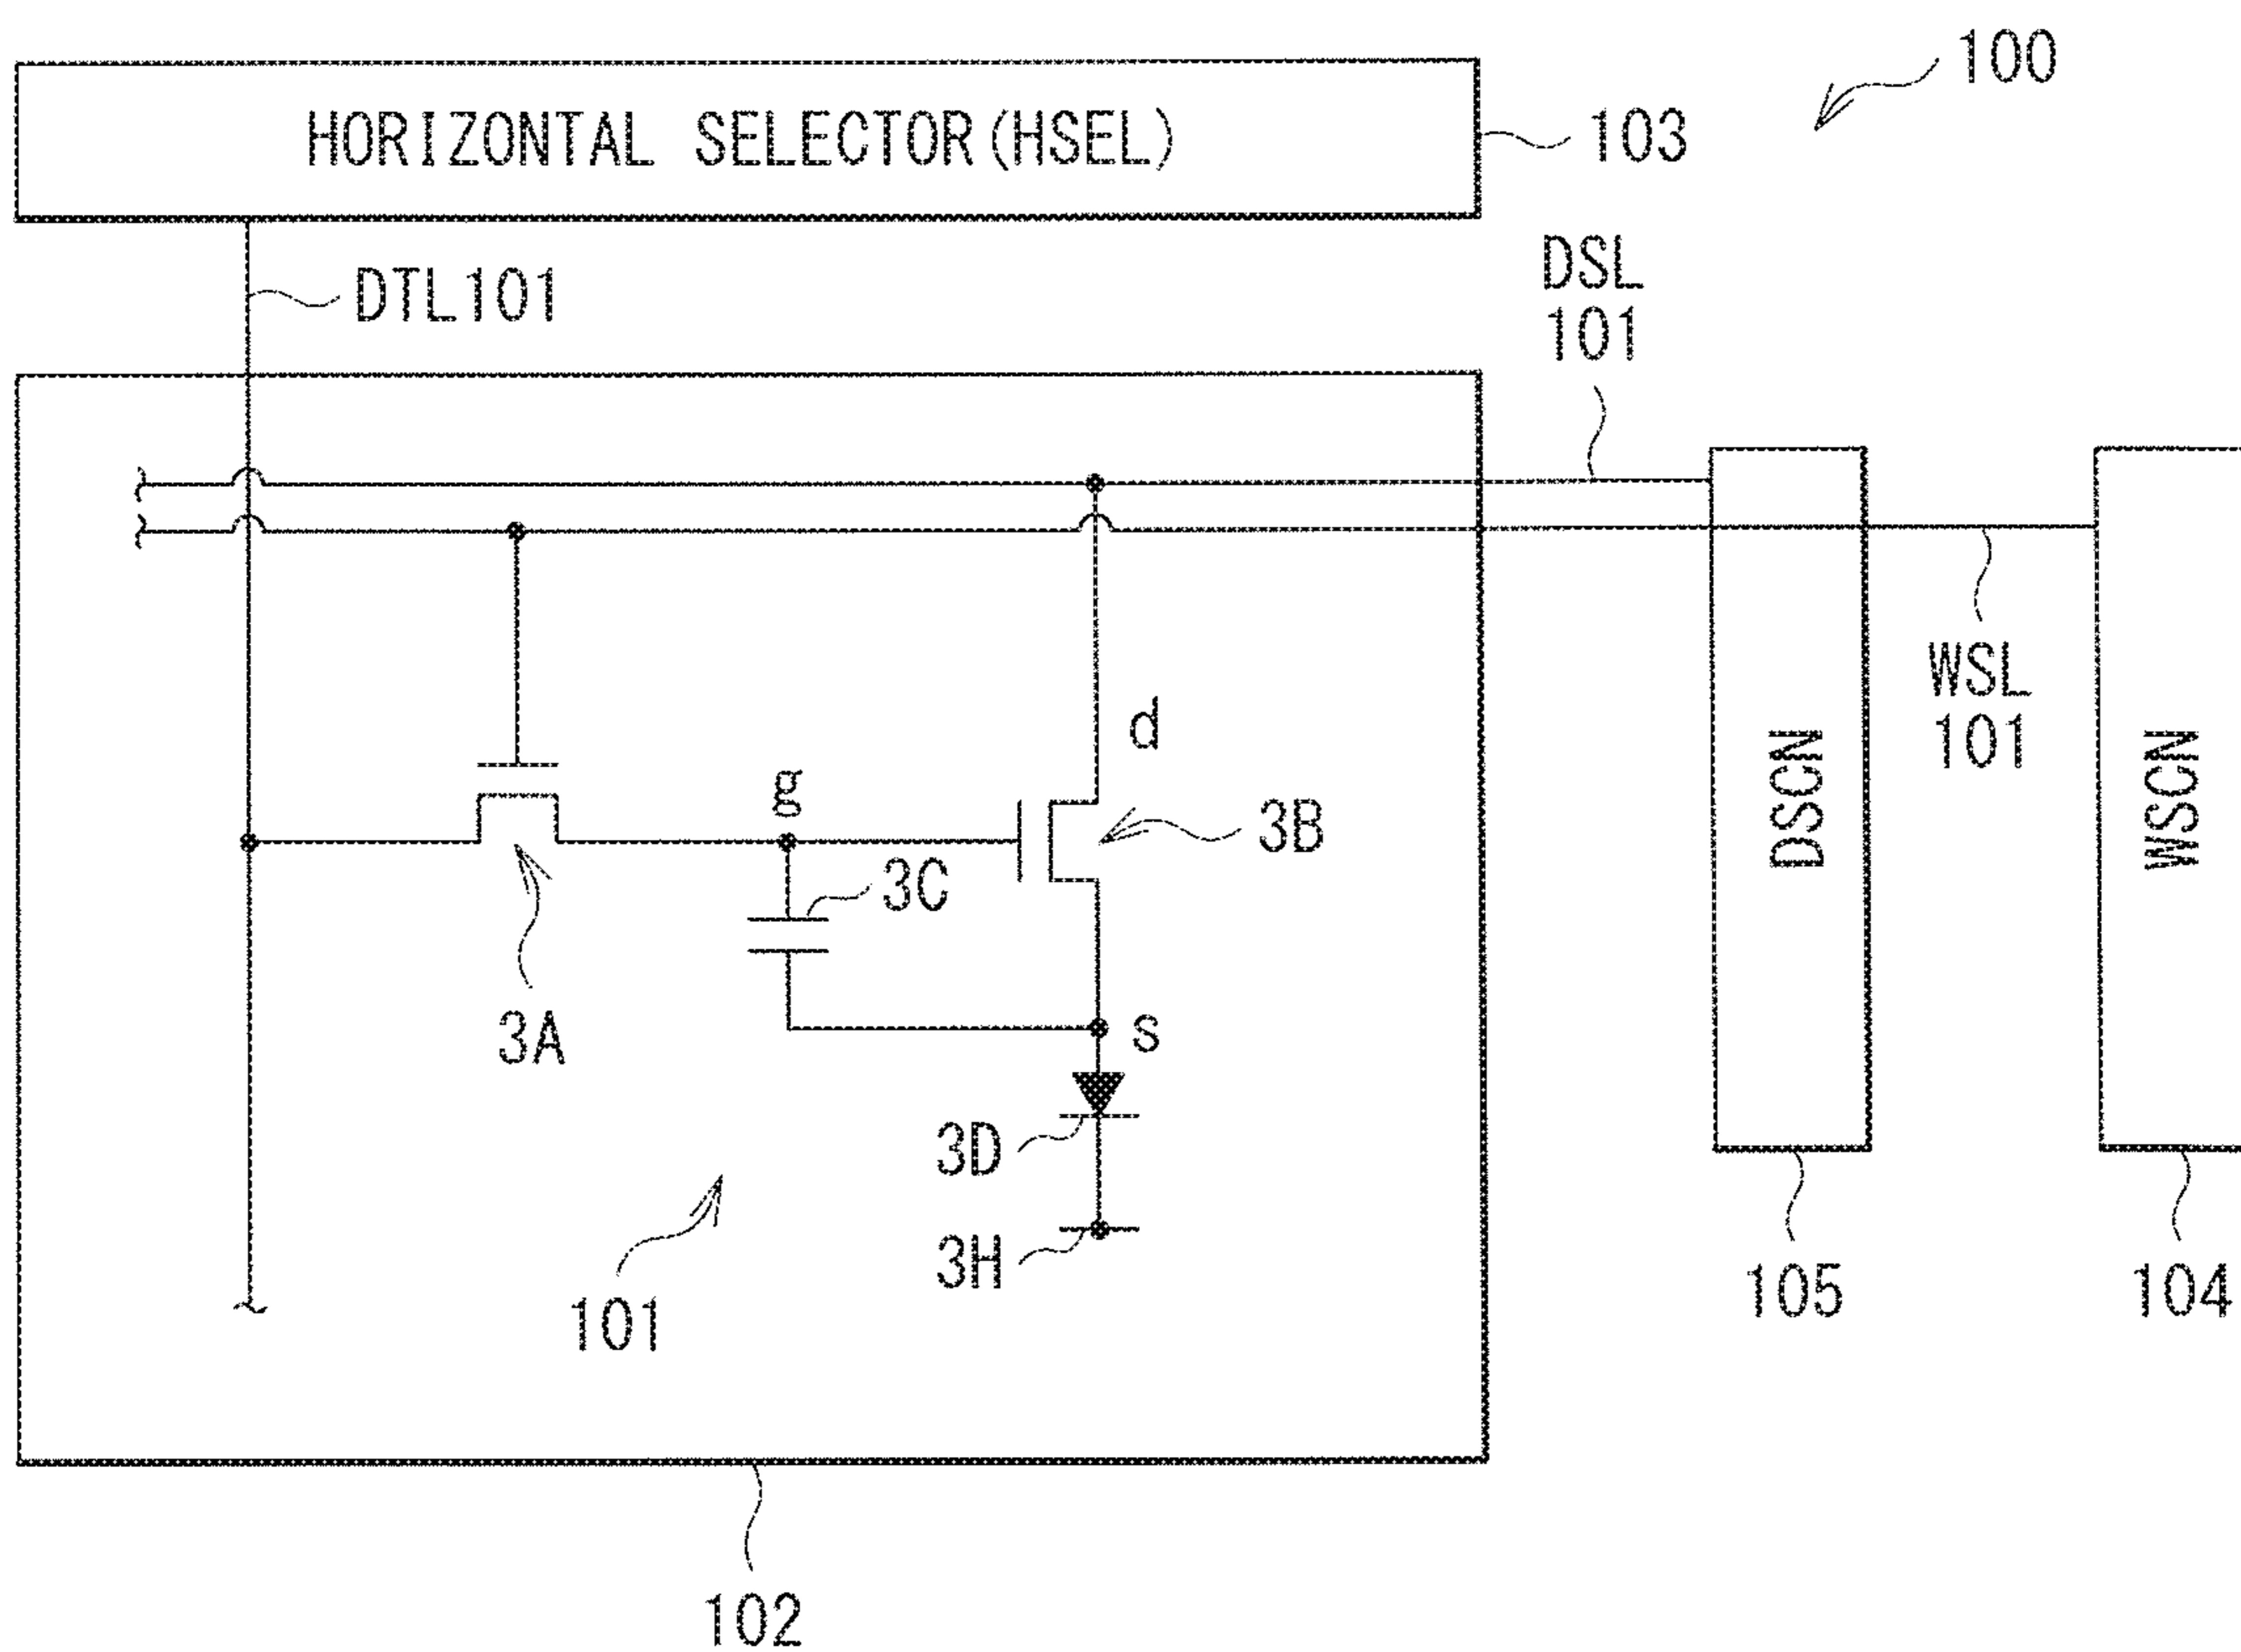 100
HORIZONTAL SELECTOR(HSEL)
103
DTL101
DSL
101
WSL
101
d
g
3B
3C
DSCN
WSCN
3A
s
3D
3H
101
105
104
102